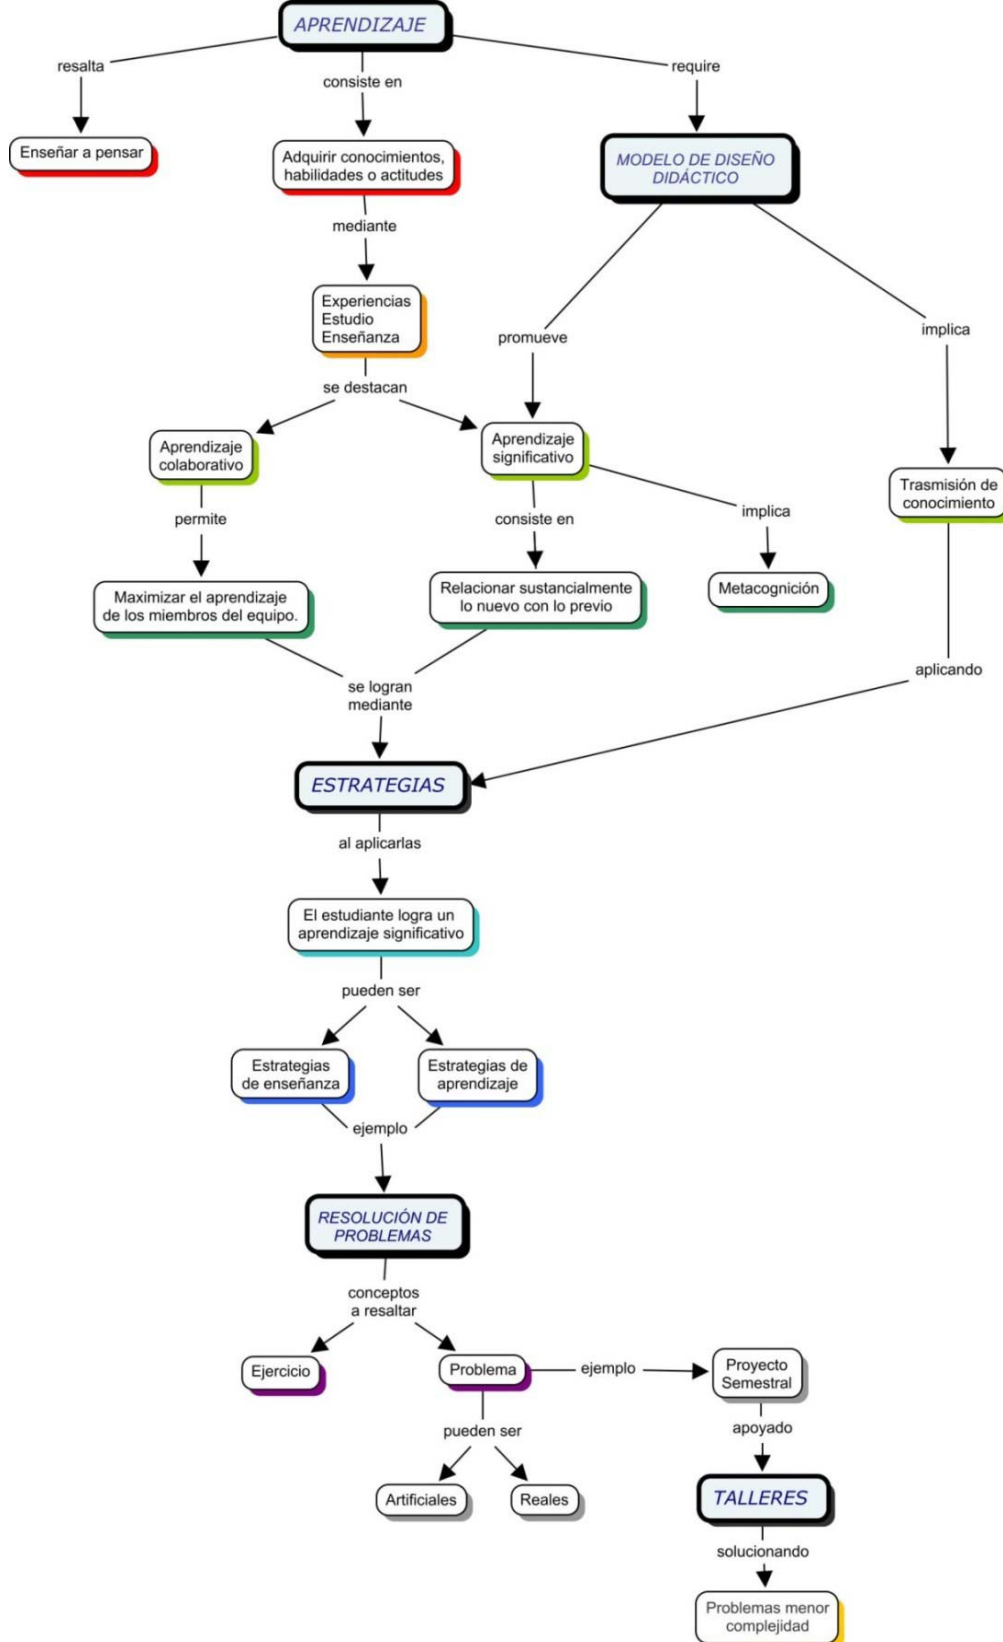 APRENDIZAJE
resalta
consiste en
require
Enseñar a pensar
Adquirir conocimientos,
habilidades o actitudes
MODELO DE DISEÑO
DIDÁCTICO
mediante
Experiencias
Estudio
Enseñanza
promueve
implica
se destacan
Aprendizaje
colaborativo
Aprendizaje
significativo
Trasmisión de
conocimiento
permite
consiste en
implica
Maximizar el aprendizaje
de los miembros del equipo.
Relacionar sustancialmente
lo nuevo con lo previo
Metacognición
se logran
mediante
aplicando
ESTRATEGIAS
al aplicarlas
El estudiante logra un
aprendizaje significativo
pueden ser
Estrategias
de enseñanza
Estrategias de
aprendizaje
ejemplo
RESOLUCIÓN DE
PROBLEMAS
conceptos
a resaltar
Ejercicio
Problema
ejemplo
Proyecto
Semestral
pueden ser
apoyado
Artificiales
Reales
TALLERES
solucionando
Problemas menor
complejidad